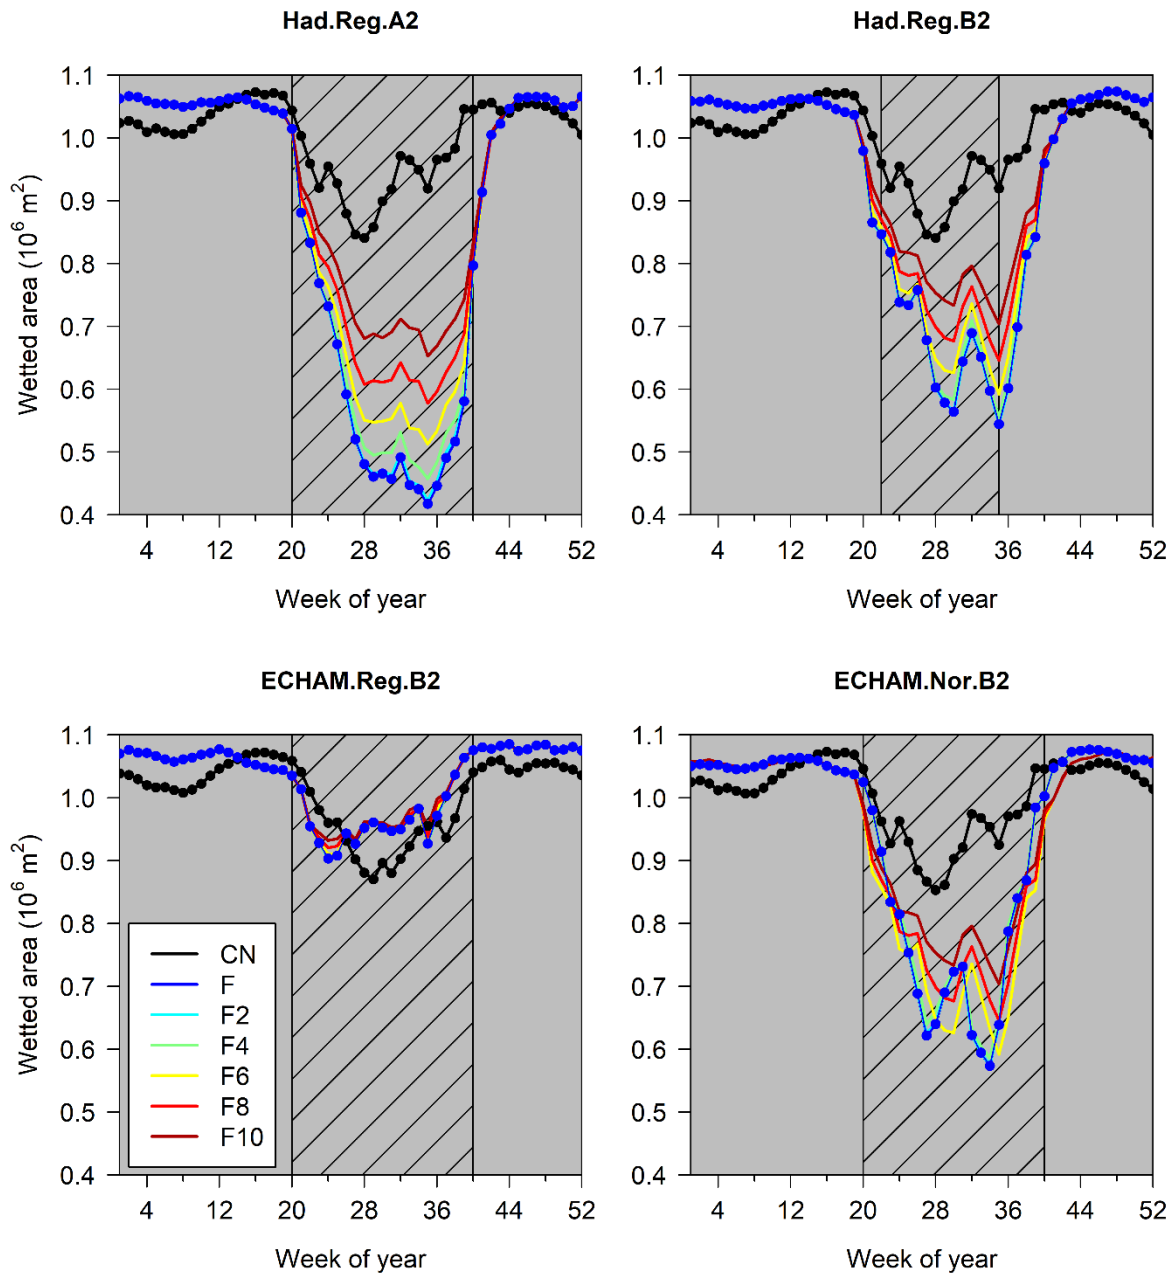 Had.Reg.A2
Had.Reg.B2
1.1
1.0
0.9
0.8
0.7
0.6
0.5
0.4
Wetted area (10⁶ m²)
4 12 20 28 36 44 52
Week of year
1.1
1.0
0.9
0.8
0.7
0.6
0.5
0.4
4 12 20 28 36 44 52
Week of year
ECHAM.Reg.B2
ECHAM.Nor.B2
1.1
1.0
0.9
0.8
0.7
0.6
0.5
0.4
Wetted area (10⁶ m²)
CN
F
F2
F4
F6
F8
F10
4 12 20 28 36 44 52
Week of year
1.1
1.0
0.9
0.8
0.7
0.6
0.5
0.4
4 12 20 28 36 44 52
Week of year